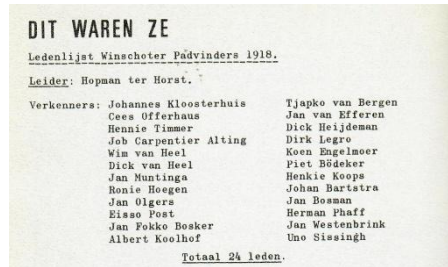 DIT WAREN ZE
Ledenlijst Winschoter Padvinders 1918.
Leider: Hopman ter Horst.
Verkenners: Johannes Kloosterhuis Tjapko van Bergen
Cees Offerhaus Jan van Efferen
Hennie Timmer Dick Heijdeman
Job Carpentier Alting Dirk Legro
Wim van Heel Koen Engelmoer
Dick van Heel Piet Bödeker
Jan Muntinga Henkie Koops
Ronie Hoegen Johan Bartstra
Jan Olgers Jan Bosman
Eisso Post Herman Phaff
Jan Fokko Bosker Jan Westenbrink
Albert Koolhof Uno Sissingh
Totaal 24 leden.